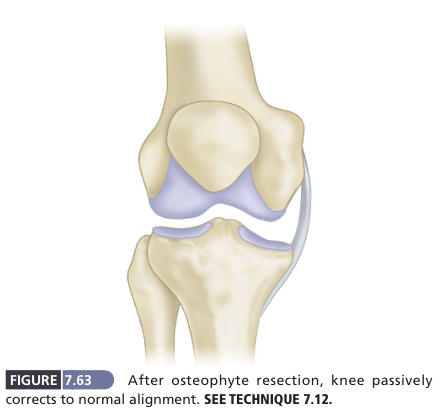 FIGURE 7.63 After osteophyte resection, knee passively
corrects to normal alignment. SEE TECHNIQUE 7.12.